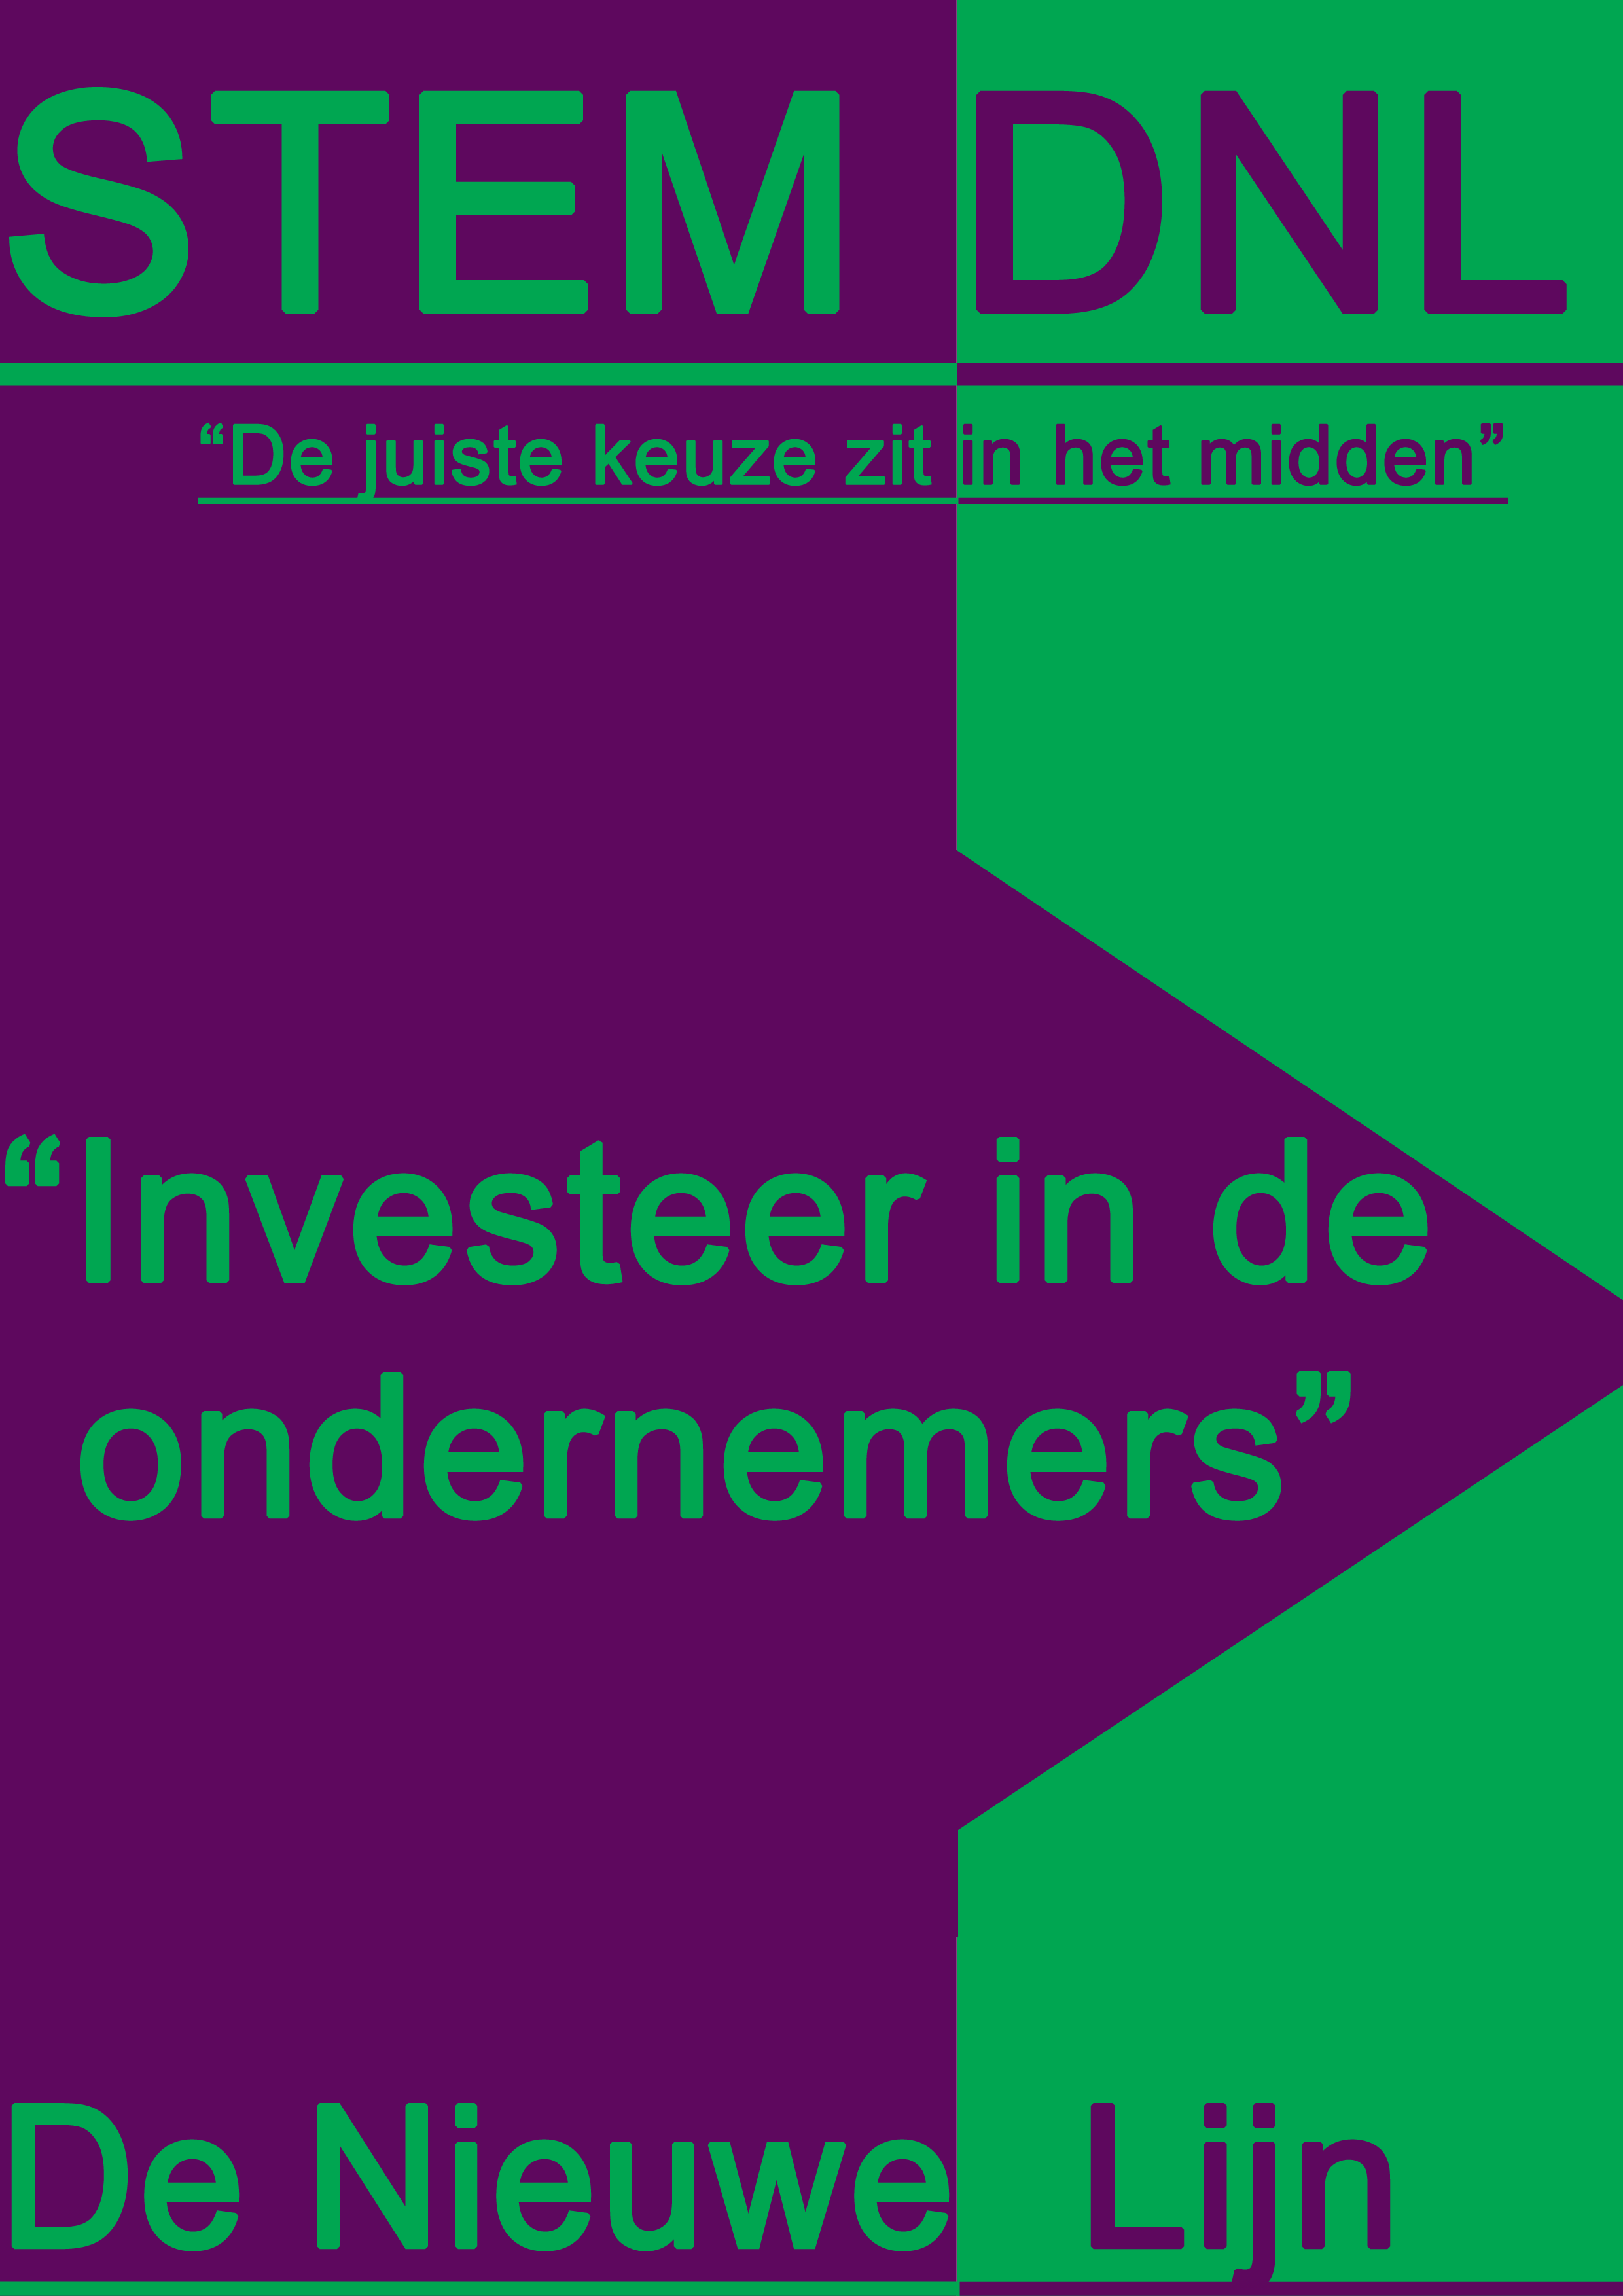 STEM DNL
“De juiste keuze zit in het midden”
“Investeer in de
ondernemers”
De Nieuwe Lijn